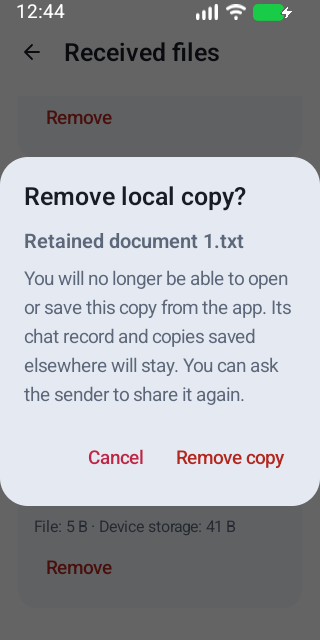 12:44
Received files
Remove
Remove local copy?
Retained document 1.txt
You will no longer be able to open
or save this copy from the app. Its
chat record and copies saved
elsewhere will stay. You can ask
the sender to share it again.
Cancel Remove copy
File: 5 B · Device storage: 41 B
Remove